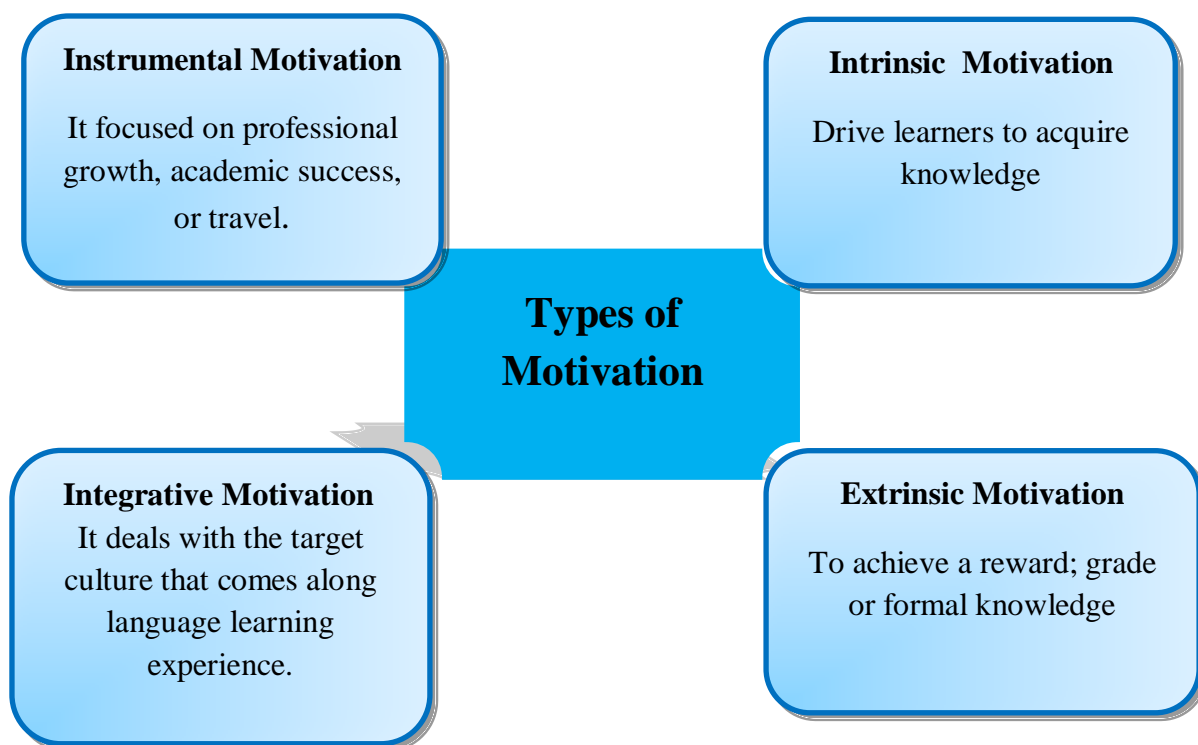 Instrumental Motivation
It focused on professional
growth, academic success,
or travel.
Intrinsic  Motivation
Drive learners to acquire
knowledge
Types of
Motivation
Integrative Motivation
It deals with the target
culture that comes along
language learning
experience.
Extrinsic Motivation
To achieve a reward; grade
or formal knowledge